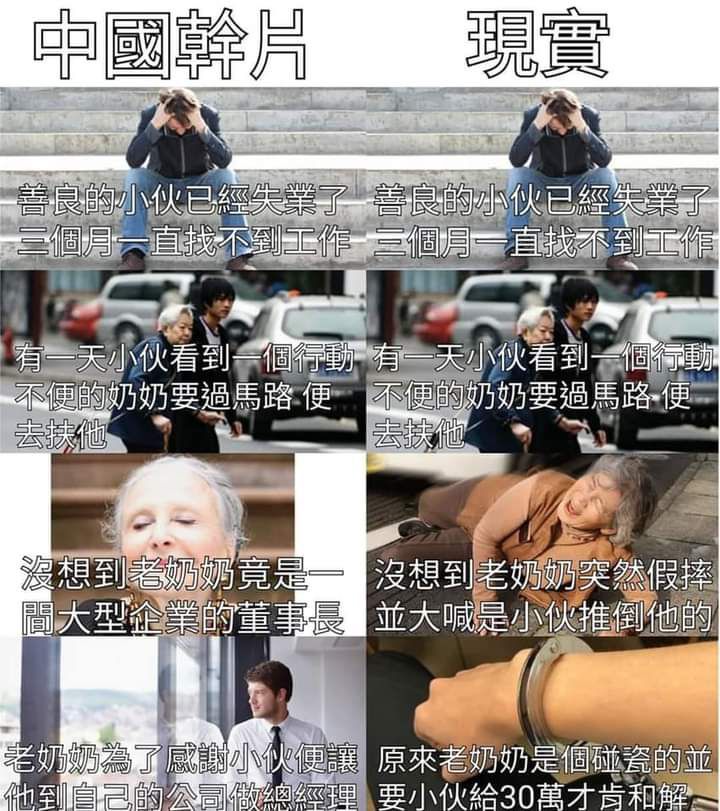 中國幹片
現實
善良的小伙已經失業了
三個月一直找不到工作
善良的小伙已經失業了
三個月一直找不到工作
有一天小伙看到一個行動
不便的奶奶要過馬路 便
去扶他
有一天小伙看到一個行動
不便的奶奶要過馬路 便
去扶他
沒想到老奶奶竟是一
間大型企業的董事長
沒想到老奶奶突然假摔
並大喊是小伙推倒他的
老奶奶為了感謝小伙便讓
他到自己的公司做總經理
原來老奶奶是個碰瓷的並
要小伙給30萬才肯和解